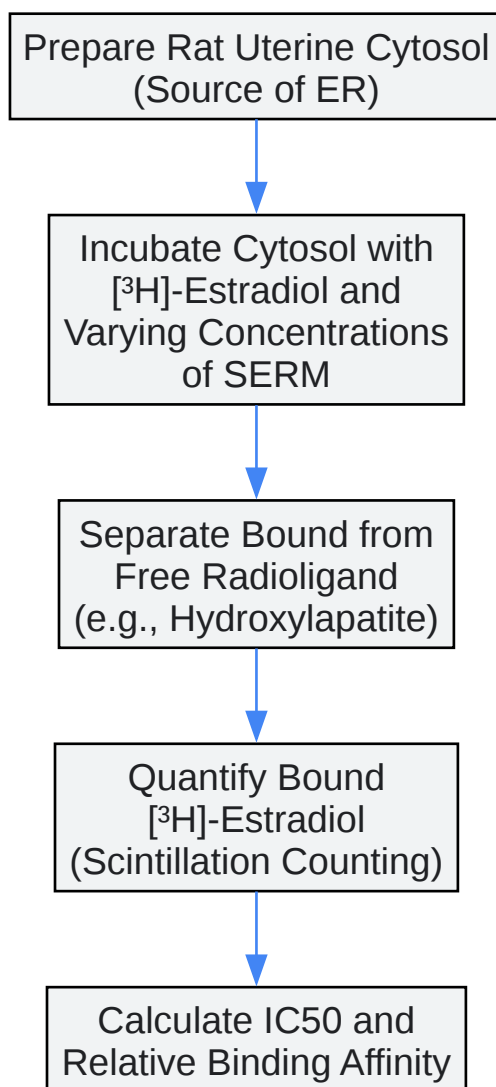 Prepare Rat Uterine Cytosol
(Source of ER)
Incubate Cytosol with
[³H]-Estradiol and
Varying Concentrations
of SERM
Separate Bound from
Free Radioligand
(e.g., Hydroxylapatite)
Quantify Bound
[³H]-Estradiol
(Scintillation Counting)
Calculate IC50 and
Relative Binding Affinity